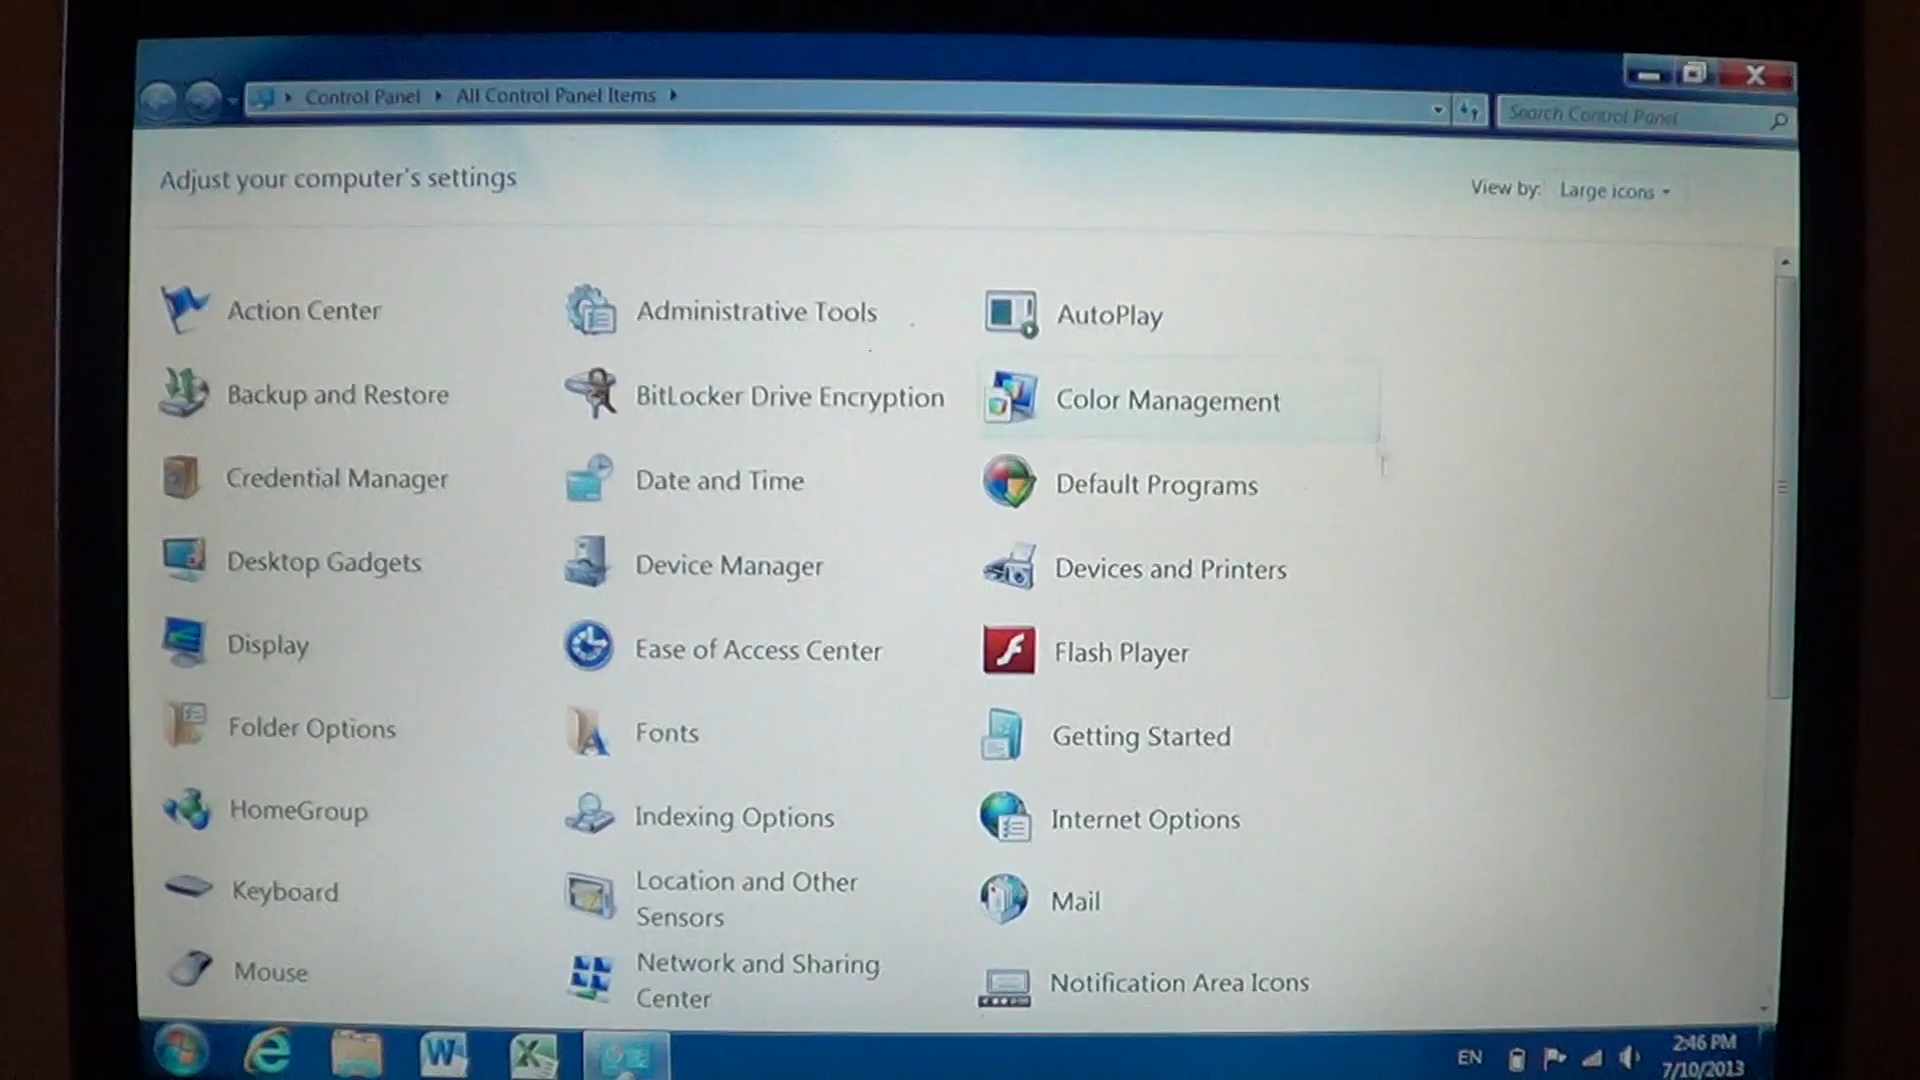 Control Panel
All Control Panel Items
Search Control Panel
Adjust your computer's settings
View by:
Large icons
Action Center
Administrative Tools
AutoPlay
Backup and Restore
BitLocker Drive Encryption
Color Management
Credential Manager
Date and Time
Default Programs
Desktop Gadgets
Device Manager
Devices and Printers
Display
Ease of Access Center
Flash Player
Folder Options
Fonts
Getting Started
HomeGroup
Indexing Options
Internet Options
Keyboard
Location and Other
Sensors
Mail
Mouse
Network and Sharing
Center
Notification Area Icons
EN
2:46 PM
7/10/2013